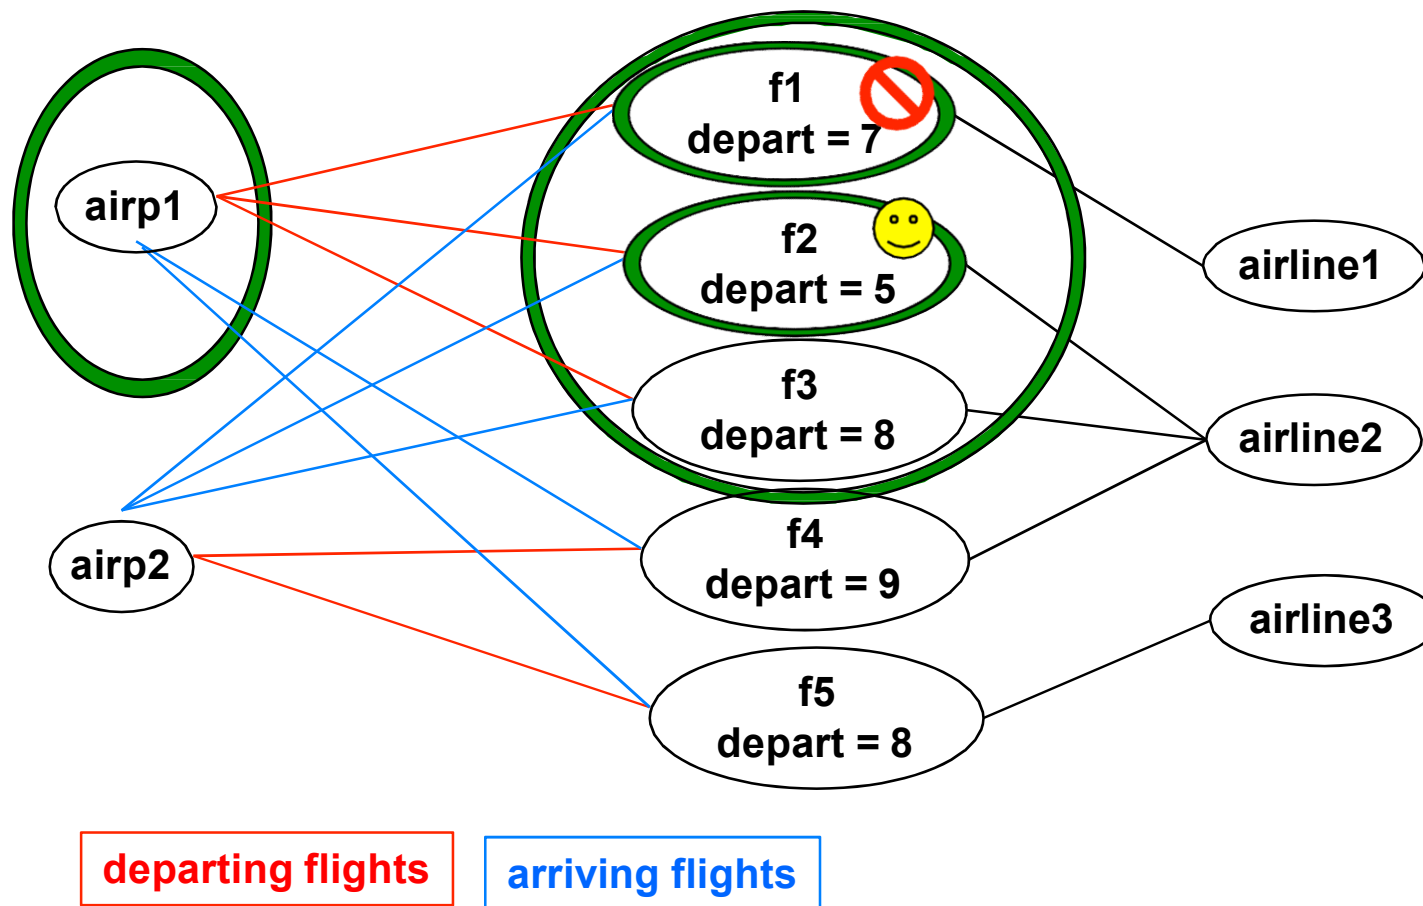 airp1
airp2
f1
depart = 7
f2
depart = 5
f3
depart = 8
f4
depart = 9
f5
depart = 8
airline1
airline2
airline3
departing flights
arriving flights